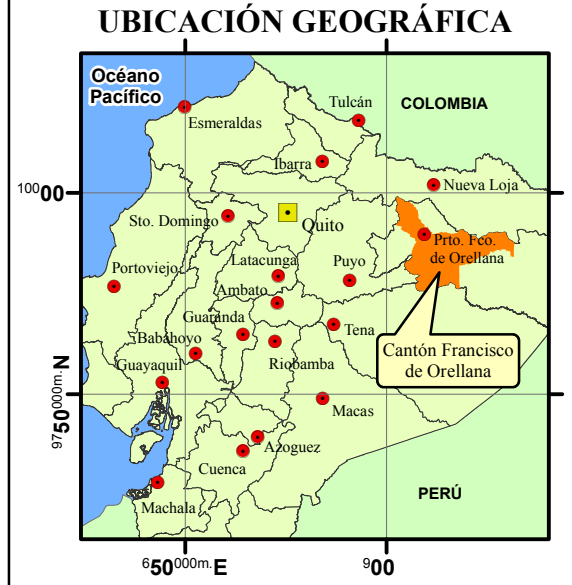 UBICACIÓN GEOGRÁFICA
Océano
Pacífico
Esmeraldas
Tulcán
COLOMBIA
Ibarra
Nueva Loja
10000
Sto. Domingo
Quito
Prto. Fco.
de Orellana
Portoviejo
Latacunga
Puyo
Ambato
Guaranda
Tena
Babahoyo
Riobamba
Cantón Francisco
de Orellana
Guayaquil
Macas
9750000m.N
Azoguez
Cuenca
PERÚ
Machala
650000m.E
900